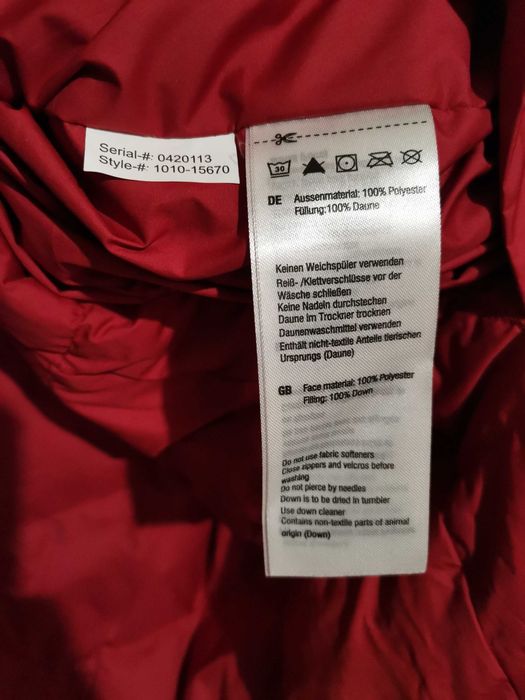 Serial-#: 0420113
Style-#: 1010-15670
30
DE Aussenmaterial: 100% Polyester
Füllung:100% Daune
Keinen Weichspüler verwenden
Reiß- /Klettverschlüsse vor der
Wäsche schließen
Keine Nadeln durchstechen
Daune im Trockner trocknen
Daunenwaschmittel verwenden
Enthält nicht-textile Anteile tierischen
Ursprungs (Daune)
GB Face material: 100% Polyester
Filling: 100% Down
Do not use fabric softeners
Close zippers and velcros before
washing
Do not pierce by needles
Down is to be dried in tumbler
Use down cleaner
Contains non-textile parts of animal
origin (Down)